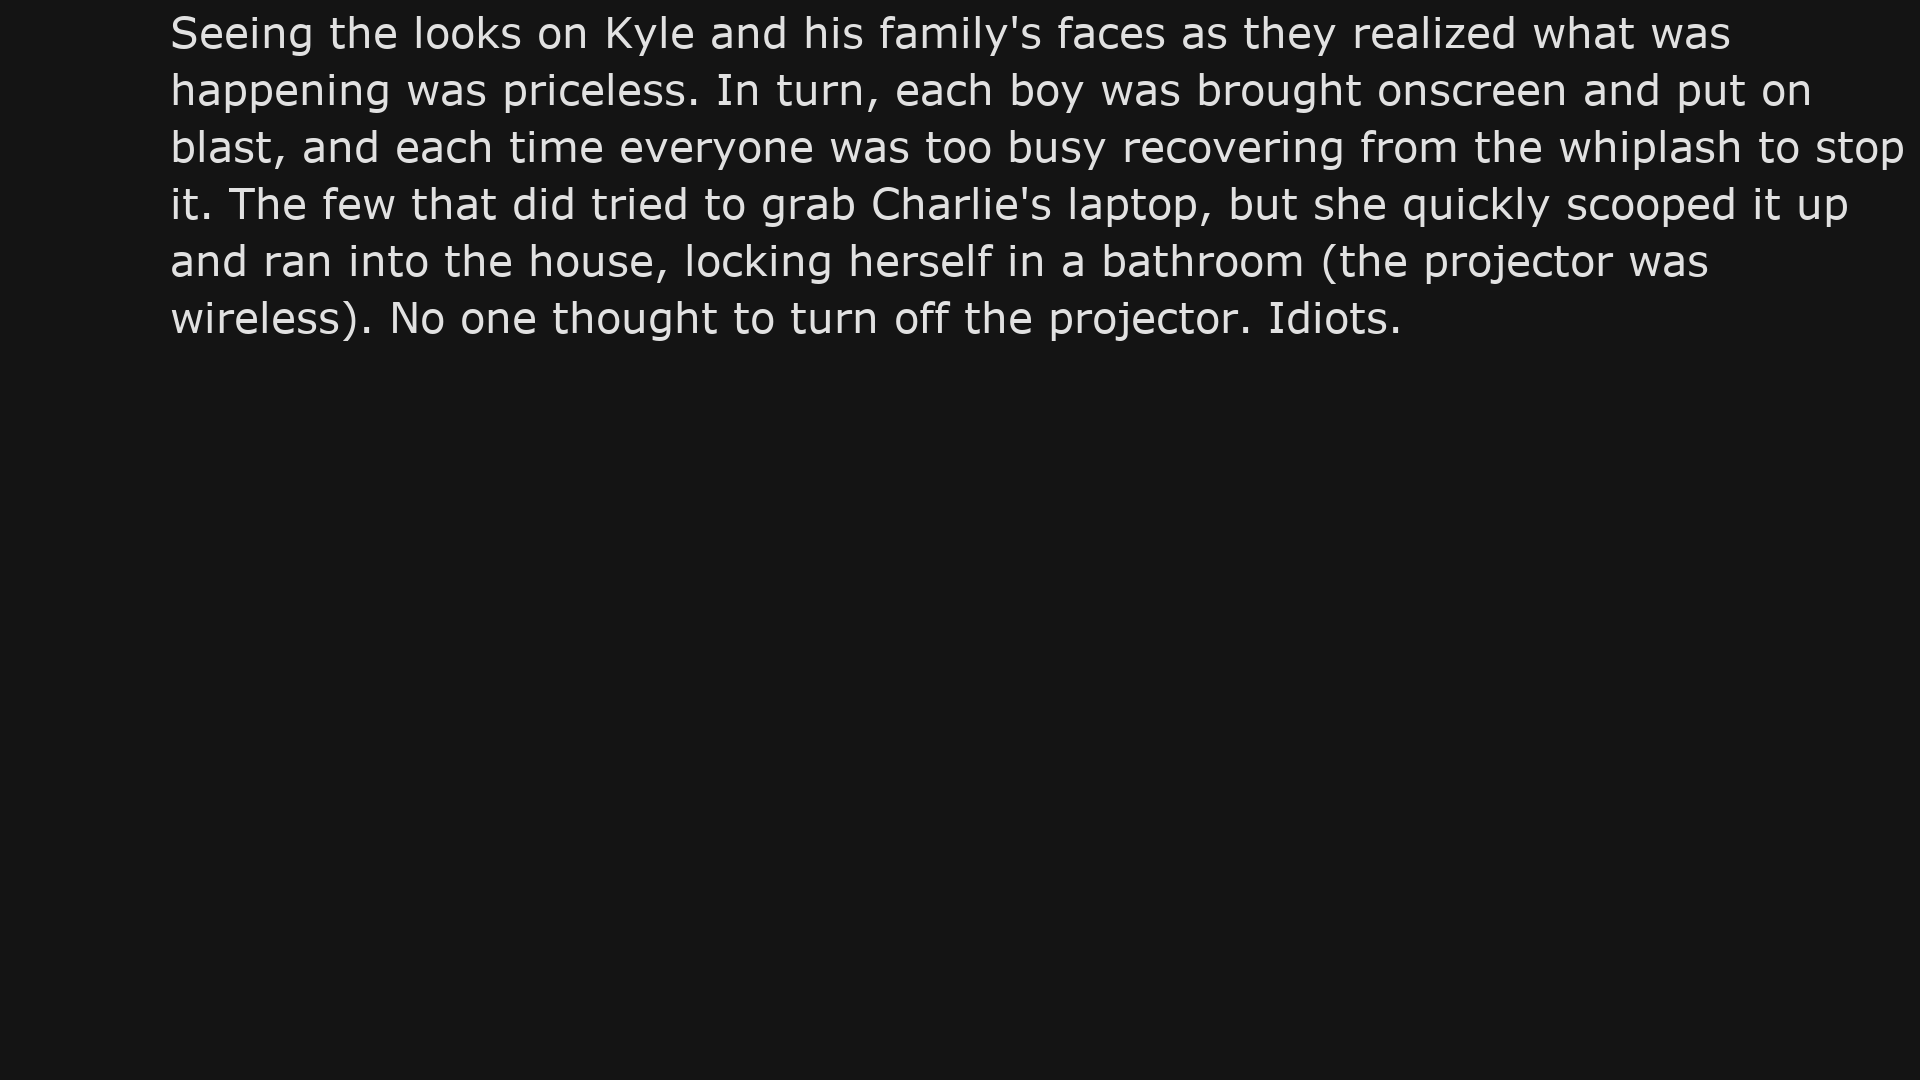 Seeing the looks on Kyle and his family's faces as they realized what was
happening was priceless. In turn, each boy was brought onscreen and put on
blast, and each time everyone was too busy recovering from the whiplash to stop
it. The few that did tried to grab Charlie's laptop, but she quickly scooped it up
and ran into the house, locking herself in a bathroom (the projector was
wireless). No one thought to turn off the projector. Idiots.